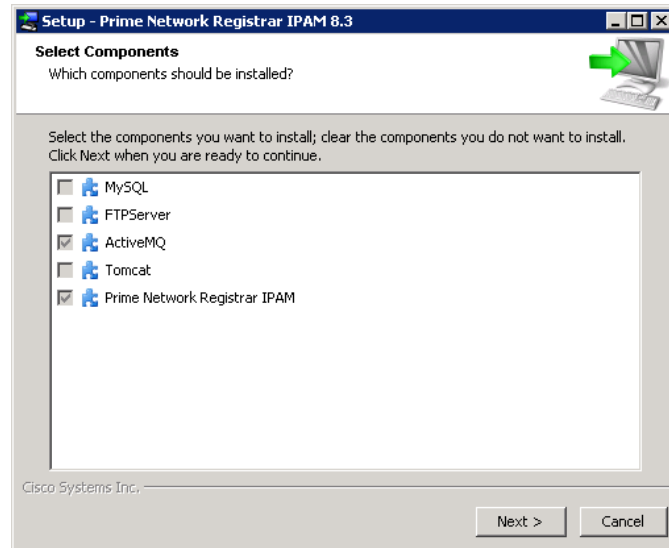 Setup - Prime Network Registrar IPAM 8.3
Select Components
Which components should be installed?
Select the components you want to install; clear the components you do not want to install.
Click Next when you are ready to continue.
MySQL
FTPServer
ActiveMQ
Tomcat
Prime Network Registrar IPAM
Cisco Systems Inc.
Next >
Cancel